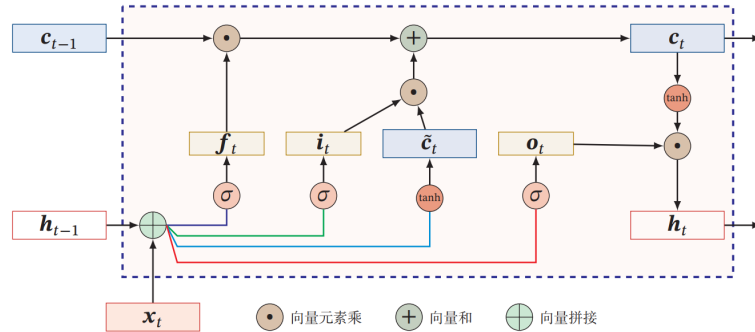 c_{t−1}
c_t
tanh
f_t
i_t
c̃_t
o_t
σ
σ
tanh
σ
h_{t−1}
h_t
x_t
向量元素乘 向量和 向量拼接